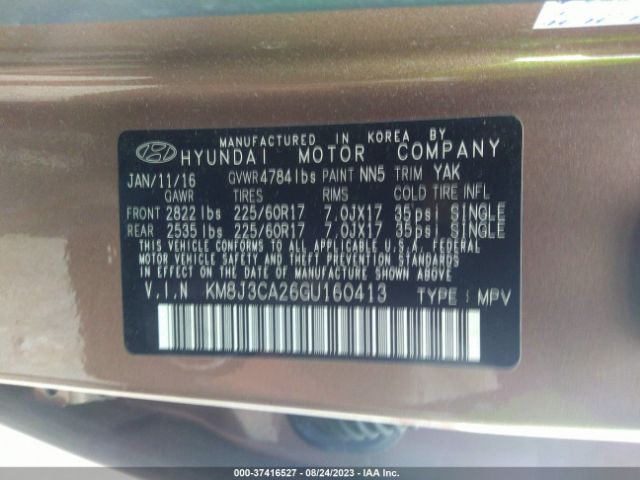 MANUFACTURED IN KOREA BY
HYUNDAI MOTOR COMPANY
JAN/11/16 GVWR 4784 lbs PAINT NN5 TRIM YAK
GAWR TIRES RIMS COLD TIRE INFL
FRONT 2822 lbs 225/60R17 7.0JX17 35psi SINGLE
REAR 2535 lbs 225/60R17 7.0JX17 35psi SINGLE
THIS VEHICLE CONFORMS TO ALL APPLICABLE U.S.A. FEDERAL
MOTOR VEHICLE SAFETY AND THEFT PREVENTION STANDARDS
IN EFFECT ON THE DATE OF MANUFACTURE SHOWN ABOVE.
V.I.N KM8J3CA26GU160413 TYPE : MPV
000-37416527 - 08/24/2023 - IAA Inc.